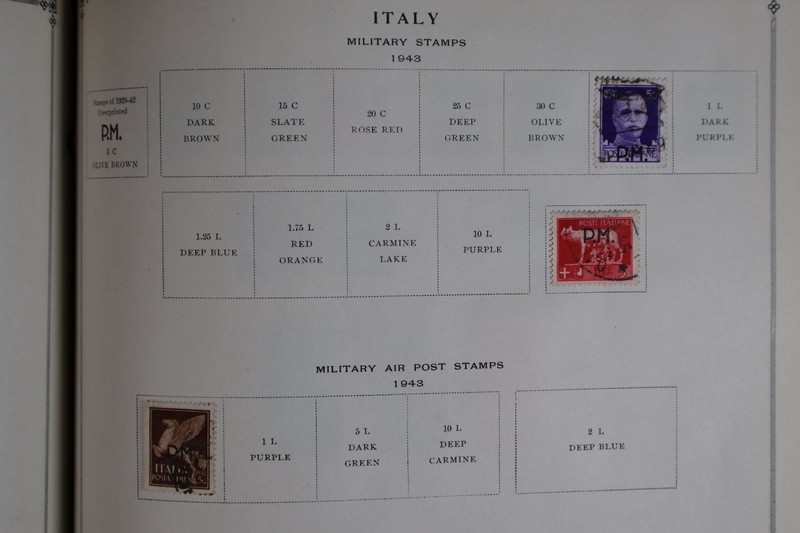 ITALY
MILITARY STAMPS
1943
Stamps of 1929-42
Overprinted
P.M.
5 C
OLIVE BROWN
10 C
DARK
BROWN
15 C
SLATE
GREEN
20 C
ROSE RED
25 C
DEEP
GREEN
30 C
OLIVE
BROWN
P.M.
1 L
DARK
PURPLE
1.25 L
DEEP BLUE
1.75 L
RED
ORANGE
2 L
CARMINE
LAKE
10 L
PURPLE
POSTE ITALIANE
P.M.
MILITARY AIR POST STAMPS
1943
P.M.
ITALIA
1 L
PURPLE
5 L
DARK
GREEN
10 L
DEEP
CARMINE
2 L
DEEP BLUE